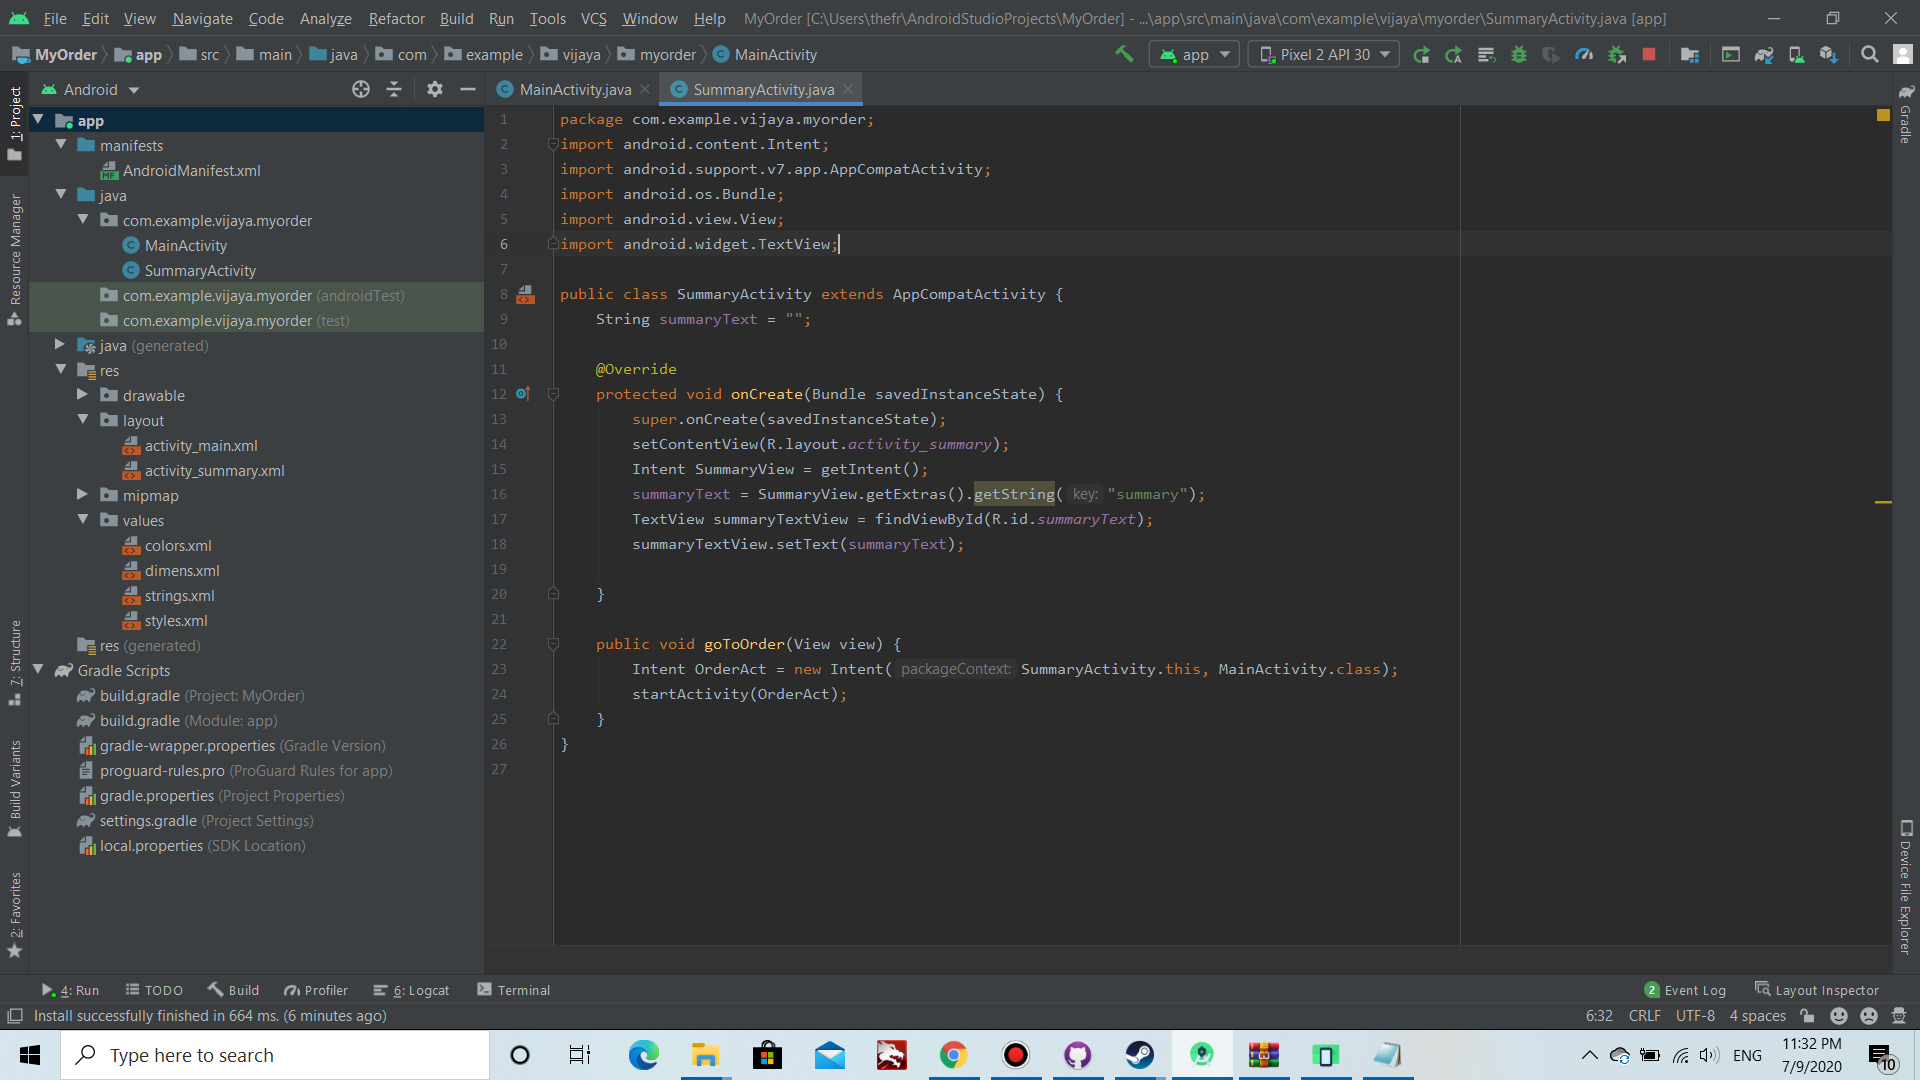 File Edit View Navigate Code Analyze Refactor Build Run Tools VCS Window Help MyOrder [C:\Users\thefr\AndroidStudioProjects\MyOrder] - ...\app\src\main\java\com\example\vijaya\myorder\SummaryActivity.java [app]
MyOrder app src main java com example vijaya myorder MainActivity app Pixel 2 API 30
Android MainActivity.java SummaryActivity.java
1: Project
Resource Manager
7: Structure
Build Variants
2: Favorites
app
manifests
AndroidManifest.xml
java
com.example.vijaya.myorder
MainActivity
SummaryActivity
com.example.vijaya.myorder (androidTest)
com.example.vijaya.myorder (test)
java (generated)
res
drawable
layout
activity_main.xml
activity_summary.xml
mipmap
values
colors.xml
dimens.xml
strings.xml
styles.xml
res (generated)
Gradle Scripts
build.gradle (Project: MyOrder)
build.gradle (Module: app)
gradle-wrapper.properties (Gradle Version)
proguard-rules.pro (ProGuard Rules for app)
gradle.properties (Project Properties)
settings.gradle (Project Settings)
local.properties (SDK Location)
1 package com.example.vijaya.myorder;
2 import android.content.Intent;
3 import android.support.v7.app.AppCompatActivity;
4 import android.os.Bundle;
5 import android.view.View;
6 import android.widget.TextView;
7
8 public class SummaryActivity extends AppCompatActivity {
9 String summaryText = "";
10
11 @Override
12 protected void onCreate(Bundle savedInstanceState) {
13 super.onCreate(savedInstanceState);
14 setContentView(R.layout.activity_summary);
15 Intent SummaryView = getIntent();
16 summaryText = SummaryView.getExtras().getString( key: "summary");
17 TextView summaryTextView = findViewById(R.id.summaryText);
18 summaryTextView.setText(summaryText);
19
20 }
21
22 public void goToOrder(View view) {
23 Intent OrderAct = new Intent( packageContext: SummaryActivity.this, MainActivity.class);
24 startActivity(OrderAct);
25 }
26 }
27
Gradle
Device File Explorer
4: Run TODO Build Profiler 6: Logcat Terminal 2 Event Log Layout Inspector
Install successfully finished in 664 ms. (6 minutes ago) 6:32 CRLF UTF-8 4 spaces
Type here to search ENG 11:32 PM
7/9/2020 10